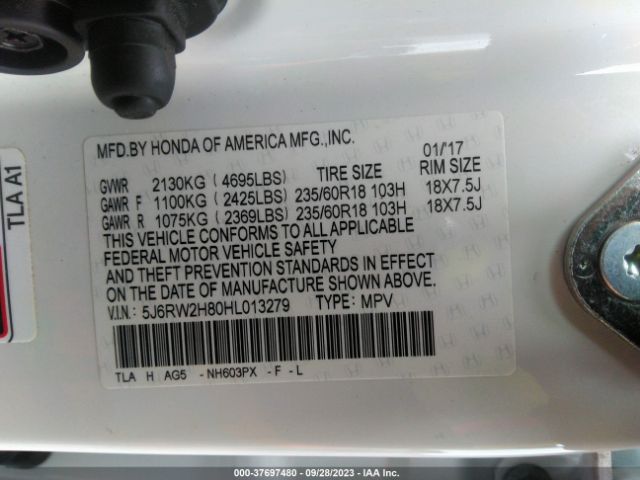 TLA A1
MFD.BY HONDA OF AMERICA MFG.,INC. 01/17
GVWR 2130KG ( 4695LBS) TIRE SIZE RIM SIZE
GAWR F 1100KG ( 2425LBS) 235/60R18 103H 18X7.5J
GAWR R 1075KG ( 2369LBS) 235/60R18 103H 18X7.5J
THIS VEHICLE CONFORMS TO ALL APPLICABLE
FEDERAL MOTOR VEHICLE SAFETY
AND THEFT PREVENTION STANDARDS IN EFFECT
ON THE DATE OF MANUFACTURE SHOWN ABOVE.
V.I.N.: 5J6RW2H80HL013279 TYPE: MPV
TLA H AG5 -NH603PX -F -L
000-37697480 - 09/28/2023 - IAA Inc.